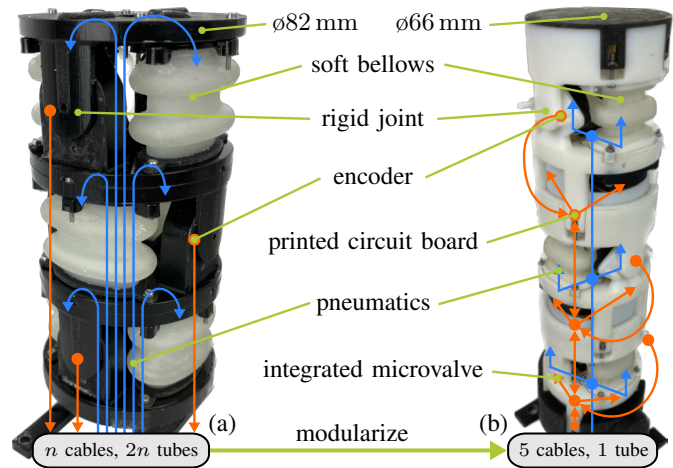 ø82 mm ø66 mm
soft bellows
rigid joint
encoder
printed circuit board
pneumatics
integrated microvalve
(a) (b)
n cables, 2n tubes modularize 5 cables, 1 tube